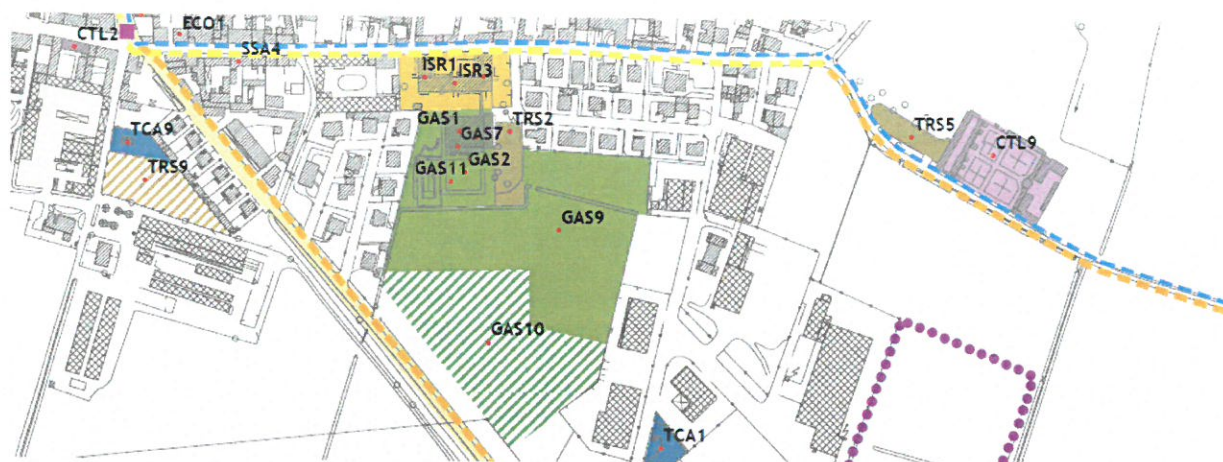 ECO1
CTL2
SSA4
ISR1
ISR3
GAS1
TRS2
GAS7
TCA9
GAS2
TRS9
GAS11
TRS5
CTL9
GAS9
GAS10
TCA1